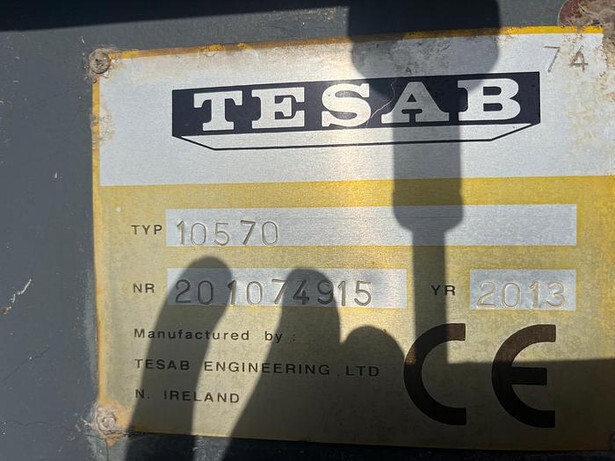 74
TESAB
TYP 10570
NR 201074915 YR 2013
Manufactured by :
TESAB ENGINEERING LTD
N. IRELAND
CE